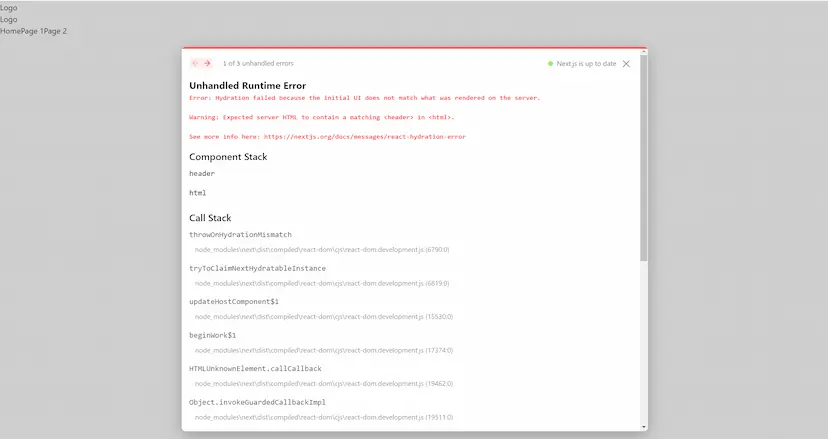 Logo
Logo
HomePage 1Page 2
1 of 3 unhandled errors
Next.js is up to date
Unhandled Runtime Error
Error: Hydration failed because the initial UI does not match what was rendered on the server.
Warning: Expected server HTML to contain a matching <header> in <html>.
See more info here: https://nextjs.org/docs/messages/react-hydration-error
Component Stack
header
html
Call Stack
throwOnHydrationMismatch
node_modules\next\dist\compiled\react-dom\cjs\react-dom.development.js (6790:0)
tryToClaimNextHydratableInstance
node_modules\next\dist\compiled\react-dom\cjs\react-dom.development.js (6819:0)
updateHostComponent$1
node_modules\next\dist\compiled\react-dom\cjs\react-dom.development.js (15530:0)
beginWork$1
node_modules\next\dist\compiled\react-dom\cjs\react-dom.development.js (17374:0)
HTMLUnknownElement.callCallback
node_modules\next\dist\compiled\react-dom\cjs\react-dom.development.js (19462:0)
Object.invokeGuardedCallbackImpl
node_modules\next\dist\compiled\react-dom\cjs\react-dom.development.js (19511:0)